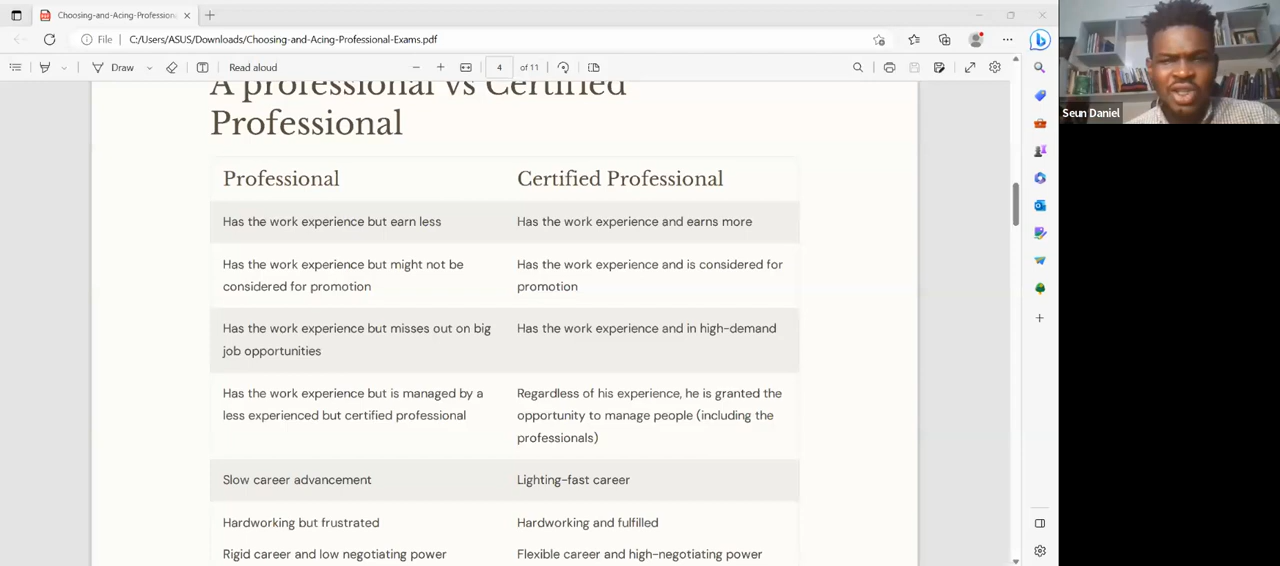 Choosing-and-Acing-Profession
File
C:/Users/ASUS/Downloads/Choosing-and-Acing-Professional-Exams.pdf
Draw
Read aloud
4
of 11
A professional vs Certified
Professional
Professional
Certified Professional
Has the work experience but earn less
Has the work experience and earns more
Has the work experience but might not be
considered for promotion
Has the work experience and is considered for
promotion
Has the work experience but misses out on big
job opportunities
Has the work experience and in high-demand
Has the work experience but is managed by a
less experienced but certified professional
Regardless of his experience, he is granted the
opportunity to manage people (including the
professionals)
Slow career advancement
Lighting-fast career
Hardworking but frustrated
Hardworking and fulfilled
Rigid career and low negotiating power
Flexible career and high-negotiating power
Seun Daniel